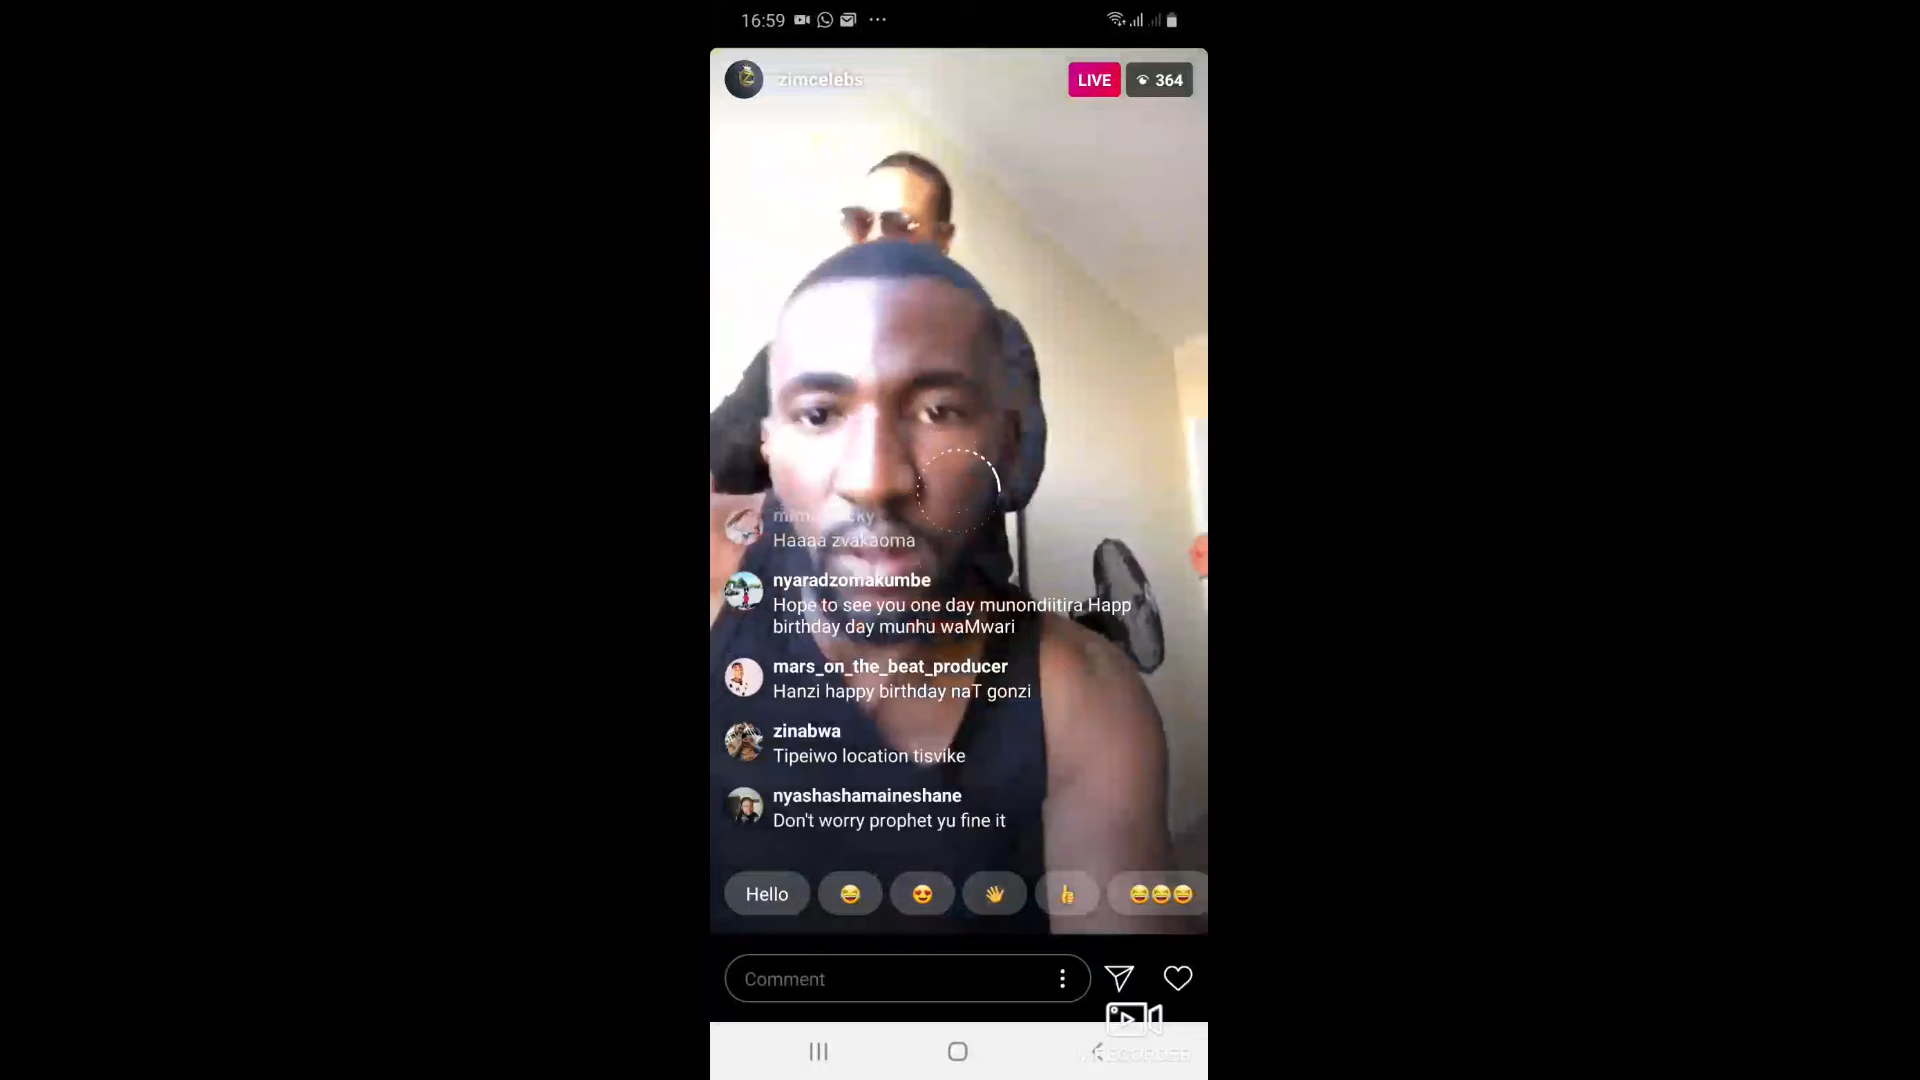 16:59
zimcelebs
LIVE
364
Haaaa zvakaoma
nyaradzomakumbe
Hope to see you one day munondiitira Happ
birthday day munhu waMwari
mars_on_the_beat_producer
Hanzi happy birthday naT gonzi
zinabwa
Tipeiwo location tisvike
nyashashamaineshane
Don't worry prophet yu fine it
Hello
Comment
RECORDER